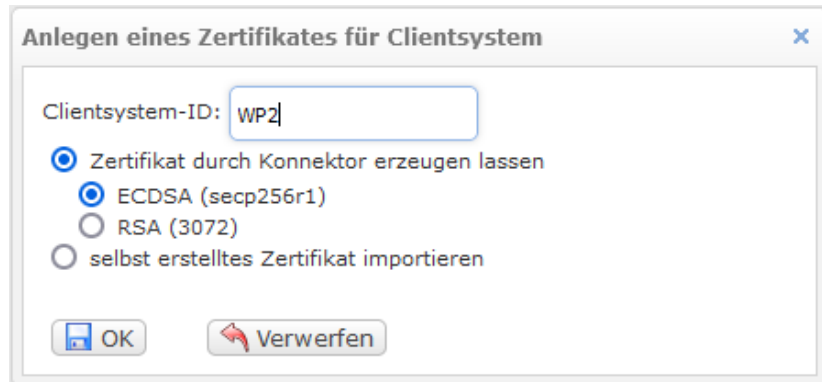 Anlegen eines Zertifikates für Clientsystem
Clientsystem-ID: WP2
Zertifikat durch Konnektor erzeugen lassen
ECDSA (secp256r1)
RSA (3072)
selbst erstelltes Zertifikat importieren
OK Verwerfen